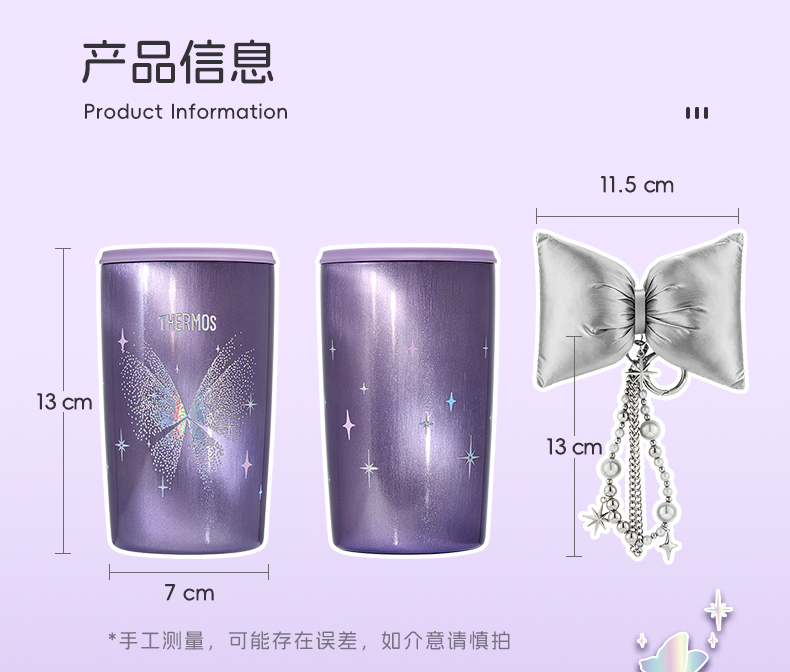 产品信息
Product Information
11.5 cm
THERMOS
13 cm
13 cm
7 cm
*手工测量，可能存在误差，如介意请慎拍